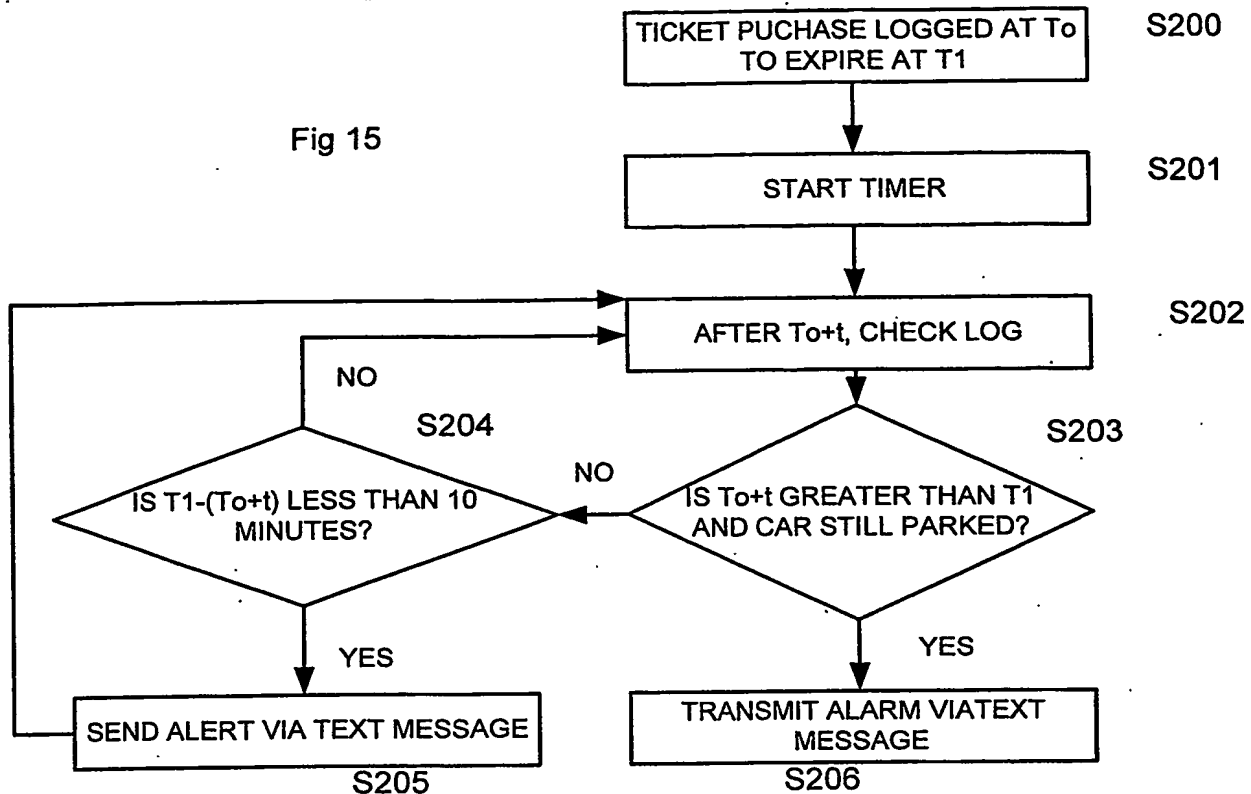 TICKET PUCHASE LOGGED AT To
TO EXPIRE AT T1
S200
Fig 15
START TIMER
S201
AFTER To+t, CHECK LOG
S202
NO
S204
S203
IS T1-(To+t) LESS THAN 10
MINUTES?
NO
IS To+t GREATER THAN T1
AND CAR STILL PARKED?
YES
YES
SEND ALERT VIA TEXT MESSAGE
S205
TRANSMIT ALARM VIATEXT
MESSAGE
S206